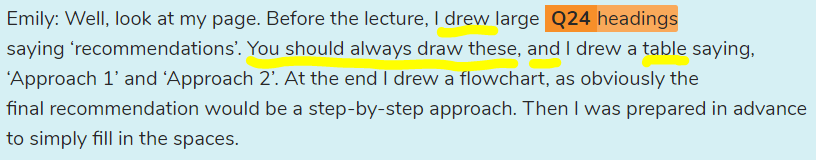 Emily: Well, look at my page. Before the lecture, I drew large Q24 headings
saying ‘recommendations’. You should always draw these, and I drew a table saying,
‘Approach 1’ and ‘Approach 2’. At the end I drew a flowchart, as obviously the
final recommendation would be a step-by-step approach. Then I was prepared in advance
to simply fill in the spaces.